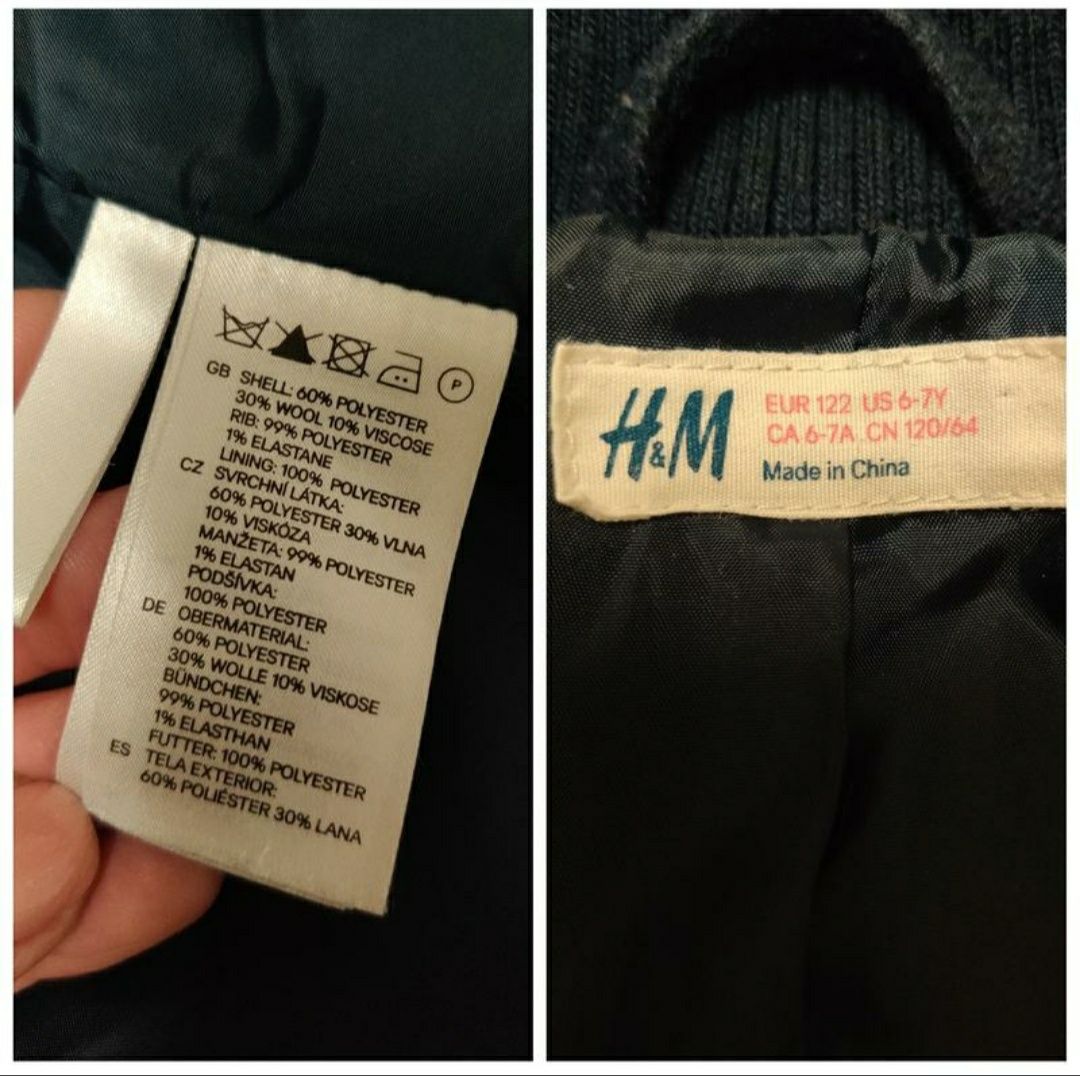 P
GB SHELL: 60% POLYESTER
30% WOOL 10% VISCOSE
RIB: 99% POLYESTER
1% ELASTANE
LINING: 100% POLYESTER
CZ SVRCHNÍ LÁTKA:
60% POLYESTER 30% VLNA
10% VISKÓZA
MANŽETA: 99% POLYESTER
1% ELASTAN
PODŠÍVKA:
100% POLYESTER
DE OBERMATERIAL:
60% POLYESTER
30% WOLLE 10% VISKOSE
BÜNDCHEN:
99% POLYESTER
1% ELASTHAN
FUTTER: 100% POLYESTER
ES TELA EXTERIOR:
60% POLIÉSTER 30% LANA
H&M
EUR 122 US 6-7Y
CA 6-7A CN 120/64
Made in China